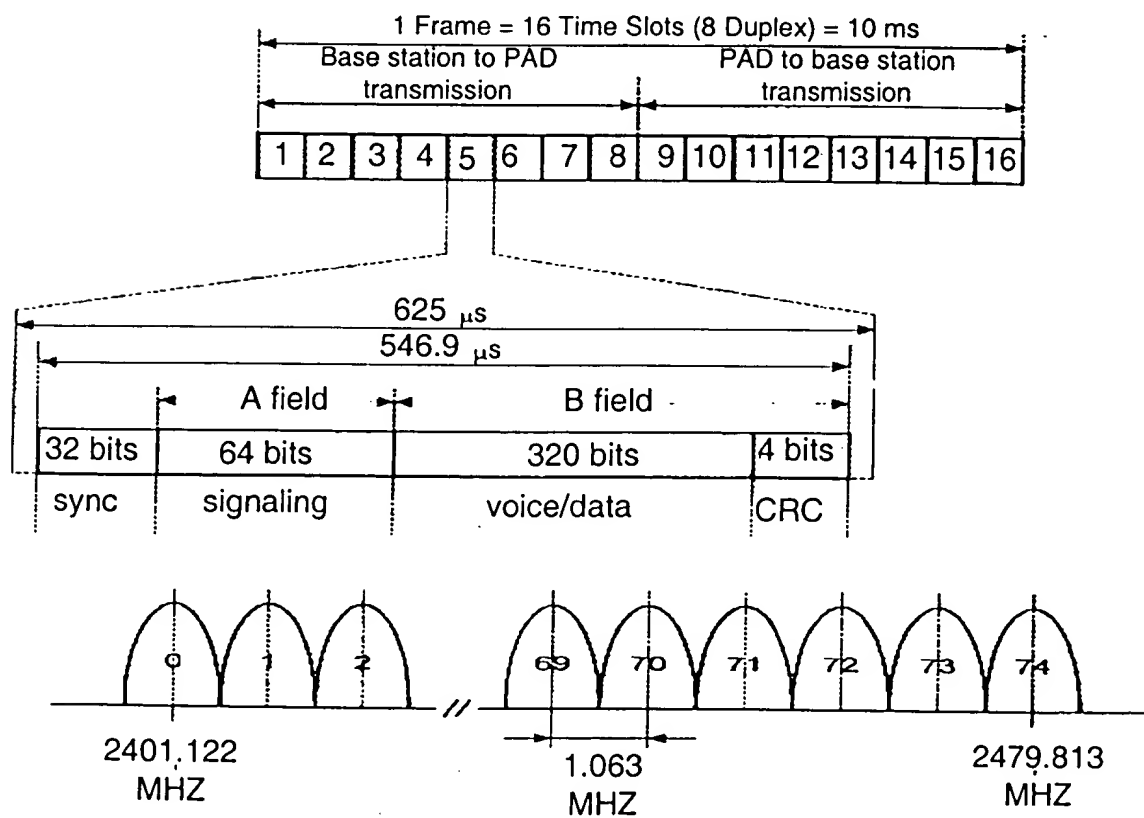 1 Frame = 16 Time Slots (8 Duplex) = 10 ms
Base station to PAD transmission
PAD to base station transmission
1 2 3 4 5 6 7 8 9 10 11 12 13 14 15 16
625 μs
546.9 μs
A field B field
32 bits 64 bits 320 bits 4 bits
sync signaling voice/data CRC
0 1 2 69 70 71 72 73 74
2401.122 MHZ
1.063 MHZ
2479.813 MHZ